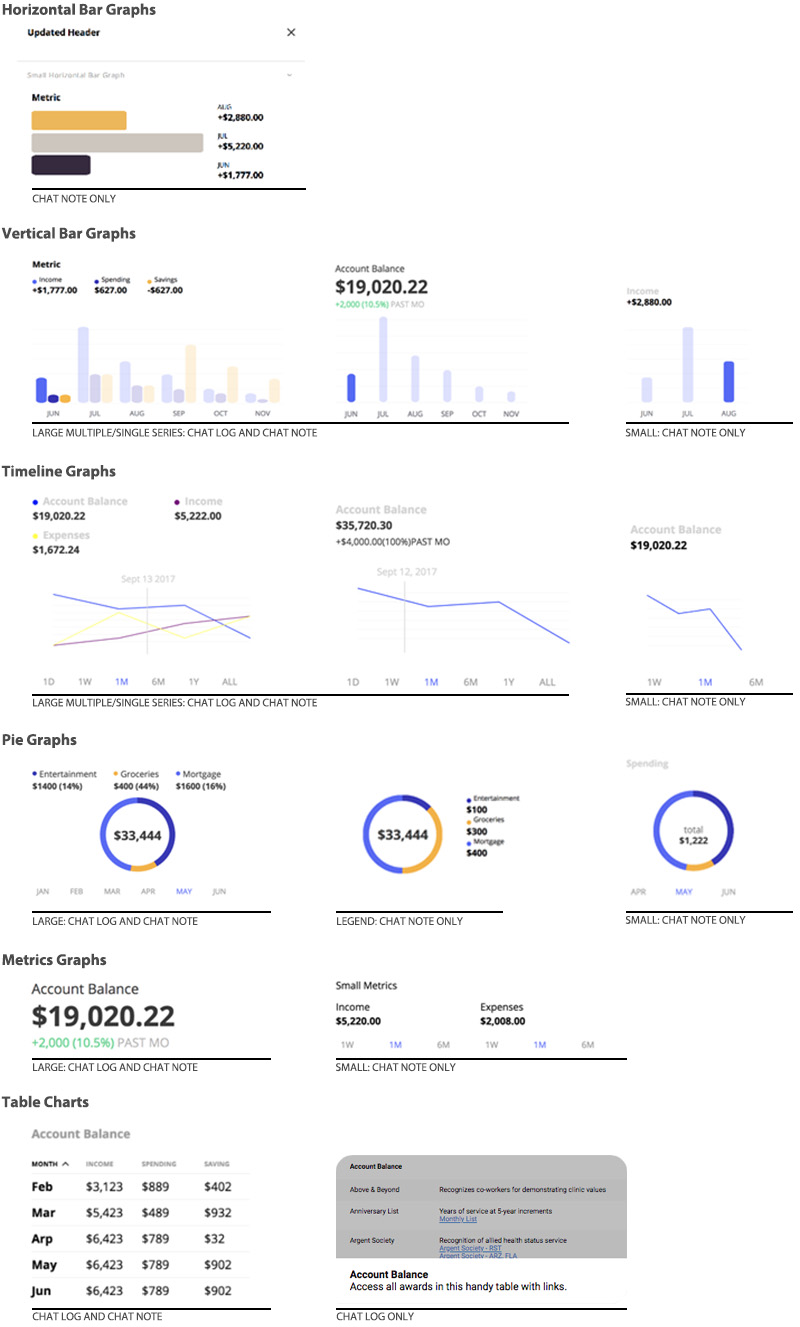 Horizontal Bar Graphs
Updated Header
Small Horizontal Bar Graph
Metric
AUG
+$2,880.00
JUL
+$5,220.00
JUN
+$1,777.00
CHAT NOTE ONLY
Vertical Bar Graphs
Metric
Income Spending Savings
+$1,777.00 $627.00 -$627.00
JUN JUL AUG SEP OCT NOV
Account Balance
$19,020.22
+2,000 (10.5%) PAST MO
JUN JUL AUG SEP OCT NOV
LARGE MULTIPLE/SINGLE SERIES: CHAT LOG AND CHAT NOTE
Income
+$2,880.00
JUN JUL AUG
SMALL: CHAT NOTE ONLY
Timeline Graphs
Account Balance Income
$19,020.22 $5,222.00
Expenses
$1,672.24
Sept 13 2017
1D 1W 1M 6M 1Y ALL
Account Balance
$35,720.30
+$4,000.00(100%)PAST MO
Sept 12, 2017
1D 1W 1M 6M 1Y ALL
LARGE MULTIPLE/SINGLE SERIES: CHAT LOG AND CHAT NOTE
Account Balance
$19,020.22
1W 1M 6M
SMALL: CHAT NOTE ONLY
Pie Graphs
Entertainment Groceries Mortgage
$1400 (14%) $400 (44%) $1600 (16%)
$33,444
JAN FEB MAR APR MAY JUN
LARGE: CHAT LOG AND CHAT NOTE
$33,444
Entertainment
$100
Groceries
$300
Mortgage
$400
LEGEND: CHAT NOTE ONLY
Spending
total
$1,222
APR MAY JUN
SMALL: CHAT NOTE ONLY
Metrics Graphs
Account Balance
$19,020.22
+2,000 (10.5%) PAST MO
LARGE: CHAT LOG AND CHAT NOTE
Small Metrics
Income Expenses
$5,220.00 $2,008.00
1W 1M 6M 1W 1M 6M
SMALL: CHAT NOTE ONLY
Table Charts
Account Balance
MONTH INCOME SPENDING SAVING
Feb $3,123 $889 $402
Mar $5,423 $489 $932
Arp $6,423 $789 $32
May $6,423 $789 $902
Jun $6,423 $789 $902
CHAT LOG AND CHAT NOTE
Account Balance
Above & Beyond Recognizes co-workers for demonstrating clinic values
Anniversary List Years of service at 5-year increments
Monthly List
Argent Society Recognition of allied health status service
Argent Society - RST
Argent Society - ARZ, FLA
Account Balance
Access all awards in this handy table with links.
CHAT LOG ONLY